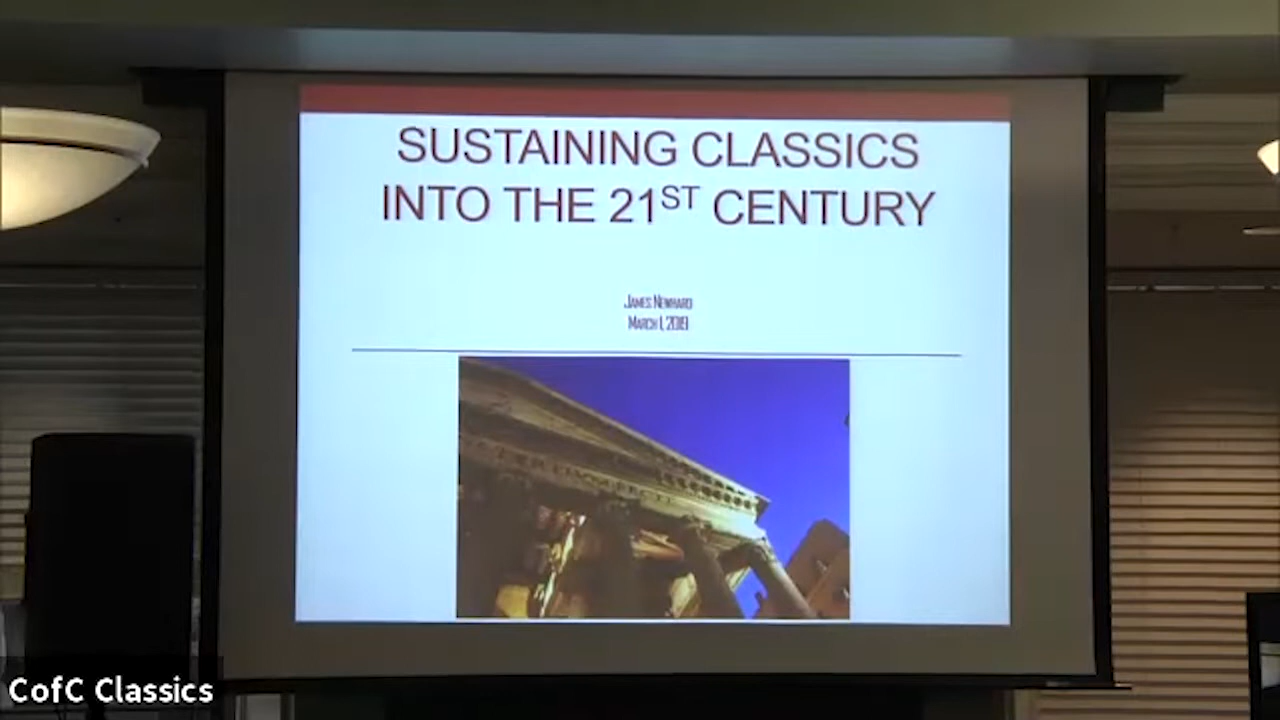 SUSTAINING CLASSICS
INTO THE 21ST CENTURY
JAMES NEWHARD
MARCH 1, 2019
CofC Classics